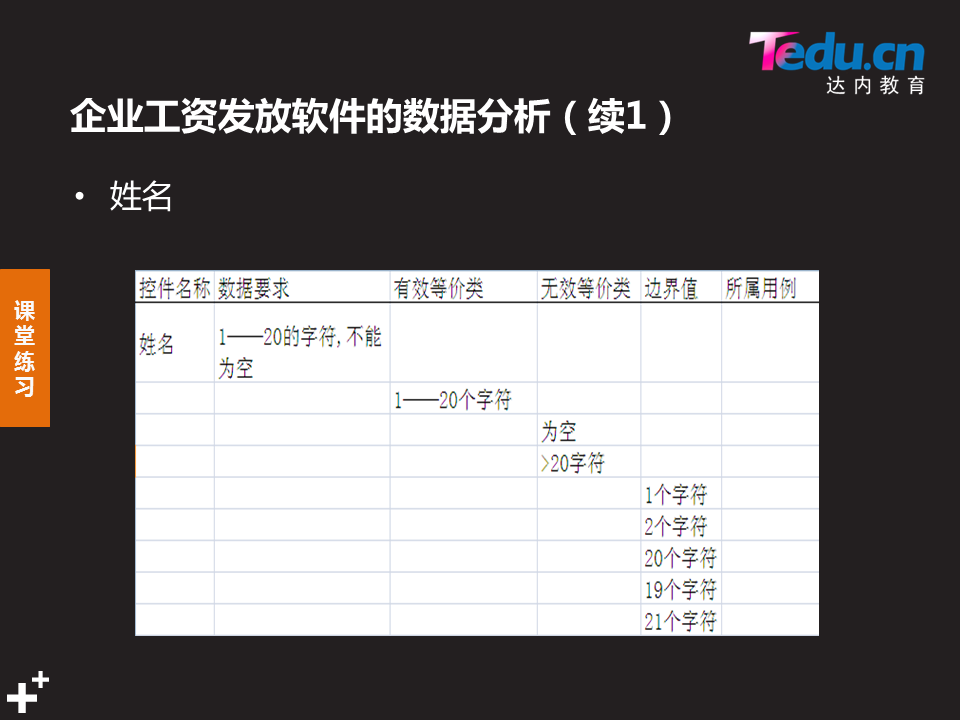 Tedu.cn
达内教育
企业工资发放软件的数据分析（续1）
• 姓名
课堂练习
控件名称 数据要求 有效等价类 无效等价类 边界值 所属用例
姓名 1——20的字符,不能
为空
1——20个字符
为空
>20字符
1个字符
2个字符
20个字符
19个字符
21个字符